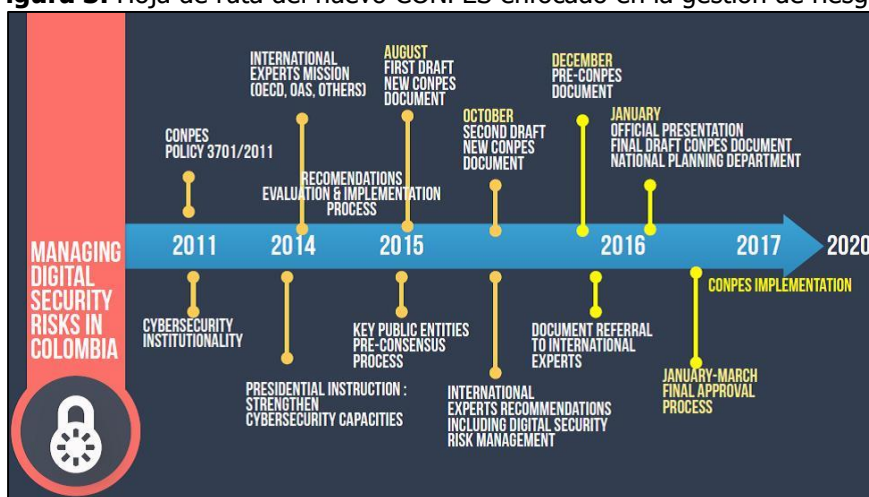 igura 5. Hoja de ruta del nuevo CONPES enfocado en la gestión de
INTERNATIONAL
EXPERTS MISSION
(OECD, OAS, OTHERS)
AUGUST
FIRST DRAFT
NEW CONPES
DOCUMENT
DECEMBER
PRE-CONPES
DOCUMENT
OCTOBER
SECOND DRAFT
NEW CONPES
DOCUMENT
JANUARY
OFFICIAL PRESENTATION
FINAL DRAFT CONPES DOCUMENT
NATIONAL PLANNING DEPARTMENT
CONPES
POLICY 3701/2011
RECOMENDATIONS
EVALUATION & IMPLEMENTATION
PROCESS
MANAGING
DIGITAL
SECURITY
RISKS IN
COLOMBIA
2011 2014 2015 2016 2017 2020
CONPES IMPLEMENTATION
CYBERSECURITY
INSTITUTIONALITY
KEY PUBLIC ENTITIES
PRE-CONSENSUS
PROCESS
DOCUMENT REFERRAL
TO INTERNATIONAL
EXPERTS
PRESIDENTIAL INSTRUCTION :
STRENGTHEN
CYBERSECURITY CAPACITIES
INTERNATIONAL
EXPERTS RECOMMENDATIONS
INCLUDING DIGITAL SECURITY
RISK MANAGEMENT
JANUARY-MARCH
FINAL APPROVAL
PROCESS